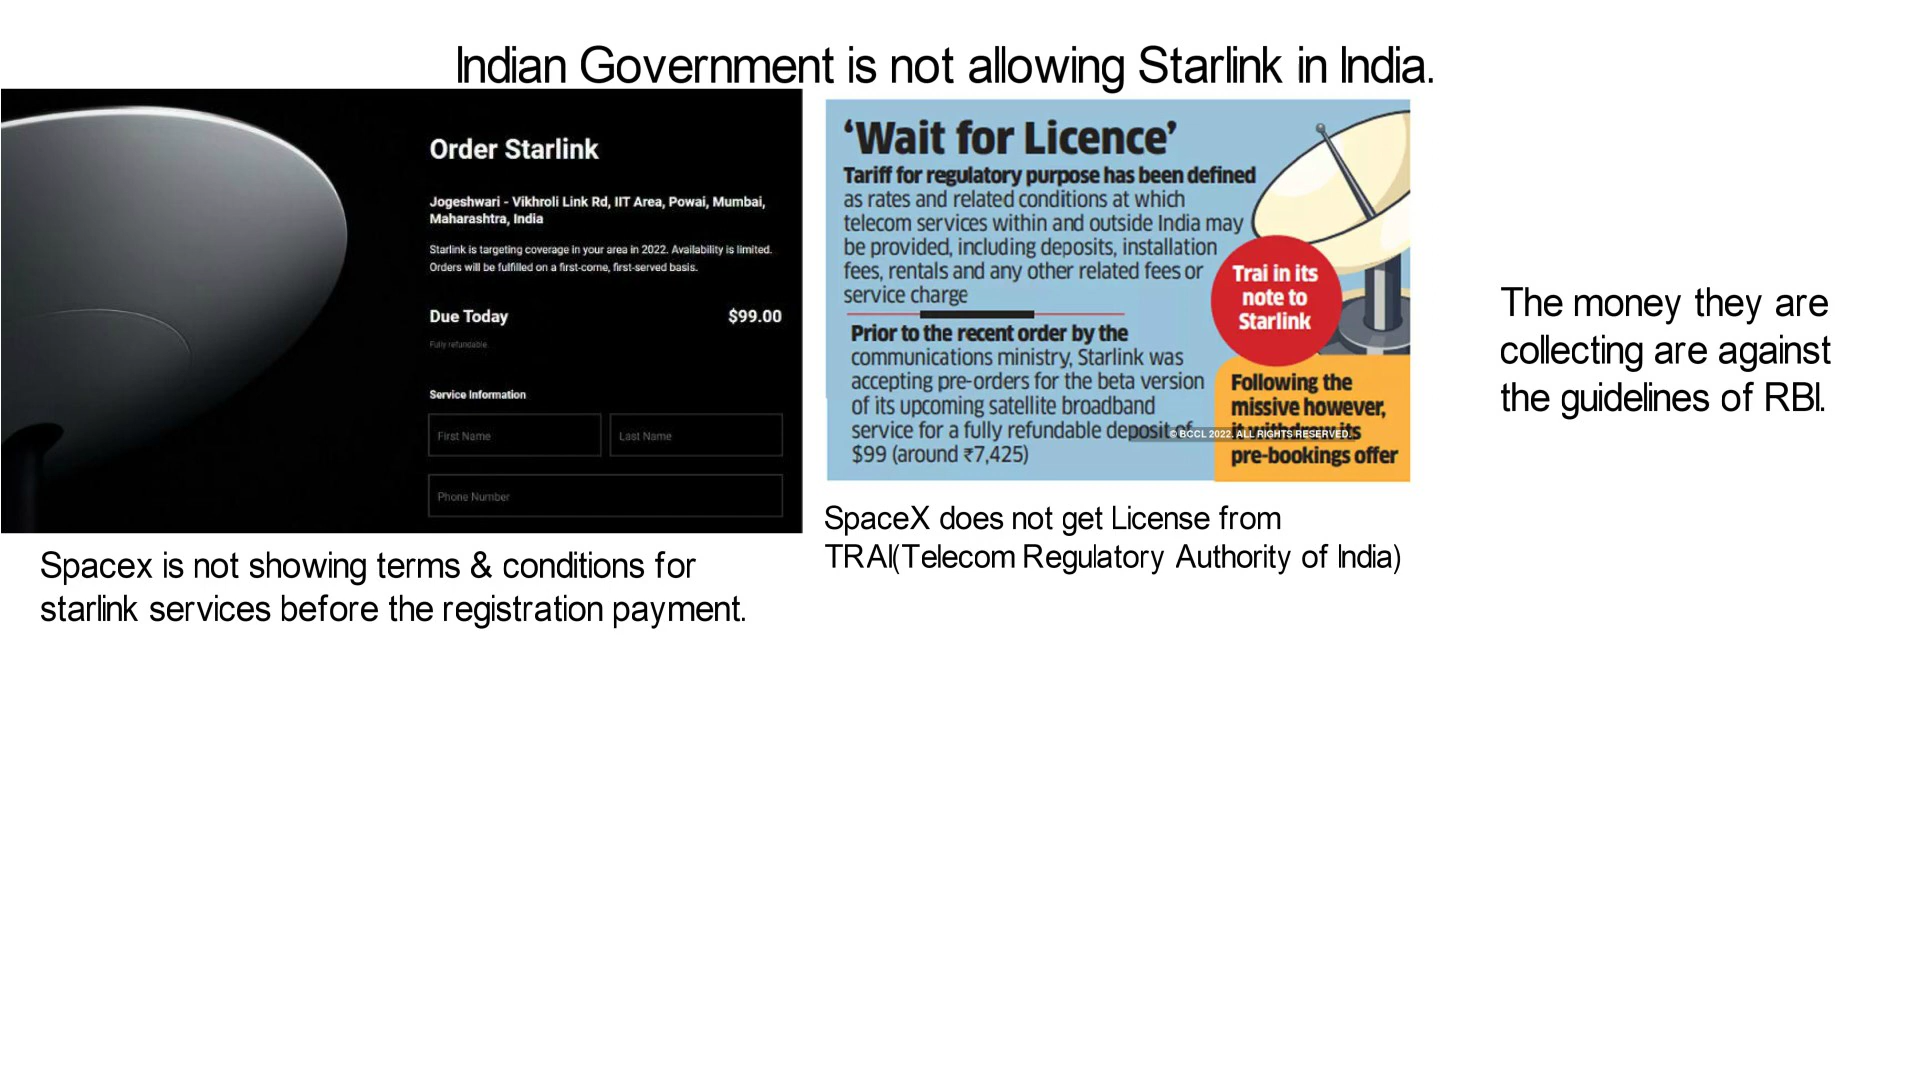 Indian Government is not allowing Starlink in India.
Order Starlink
Jogeshwari - Vikhroli Link Rd, IIT Area, Powai, Mumbai,
Maharashtra, India
Starlink is targeting coverage in your area in 2022. Availability is limited.
Orders will be fulfilled on a first-come, first-served basis.
Due Today $99.00
Fully refundable.
Service Information
First Name Last Name
Phone Number
Spacex is not showing terms & conditions for
starlink services before the registration payment.
‘Wait for Licence’
Tariff for regulatory purpose has been defined
as rates and related conditions at which
telecom services within and outside India may
be provided, including deposits, installation
fees, rentals and any other related fees or
service charge
Prior to the recent order by the
communications ministry, Starlink was
accepting pre-orders for the beta version
of its upcoming satellite broadband
service for a fully refundable deposit of
$99 (around ₹7,425)
Trai in its
note to
Starlink
Following the
missive however,
it withdrew its
pre-bookings offer
© BCCL 2022. ALL RIGHTS RESERVED.
SpaceX does not get License from
TRAI(Telecom Regulatory Authority of India)
The money they are
collecting are against
the guidelines of RBI.